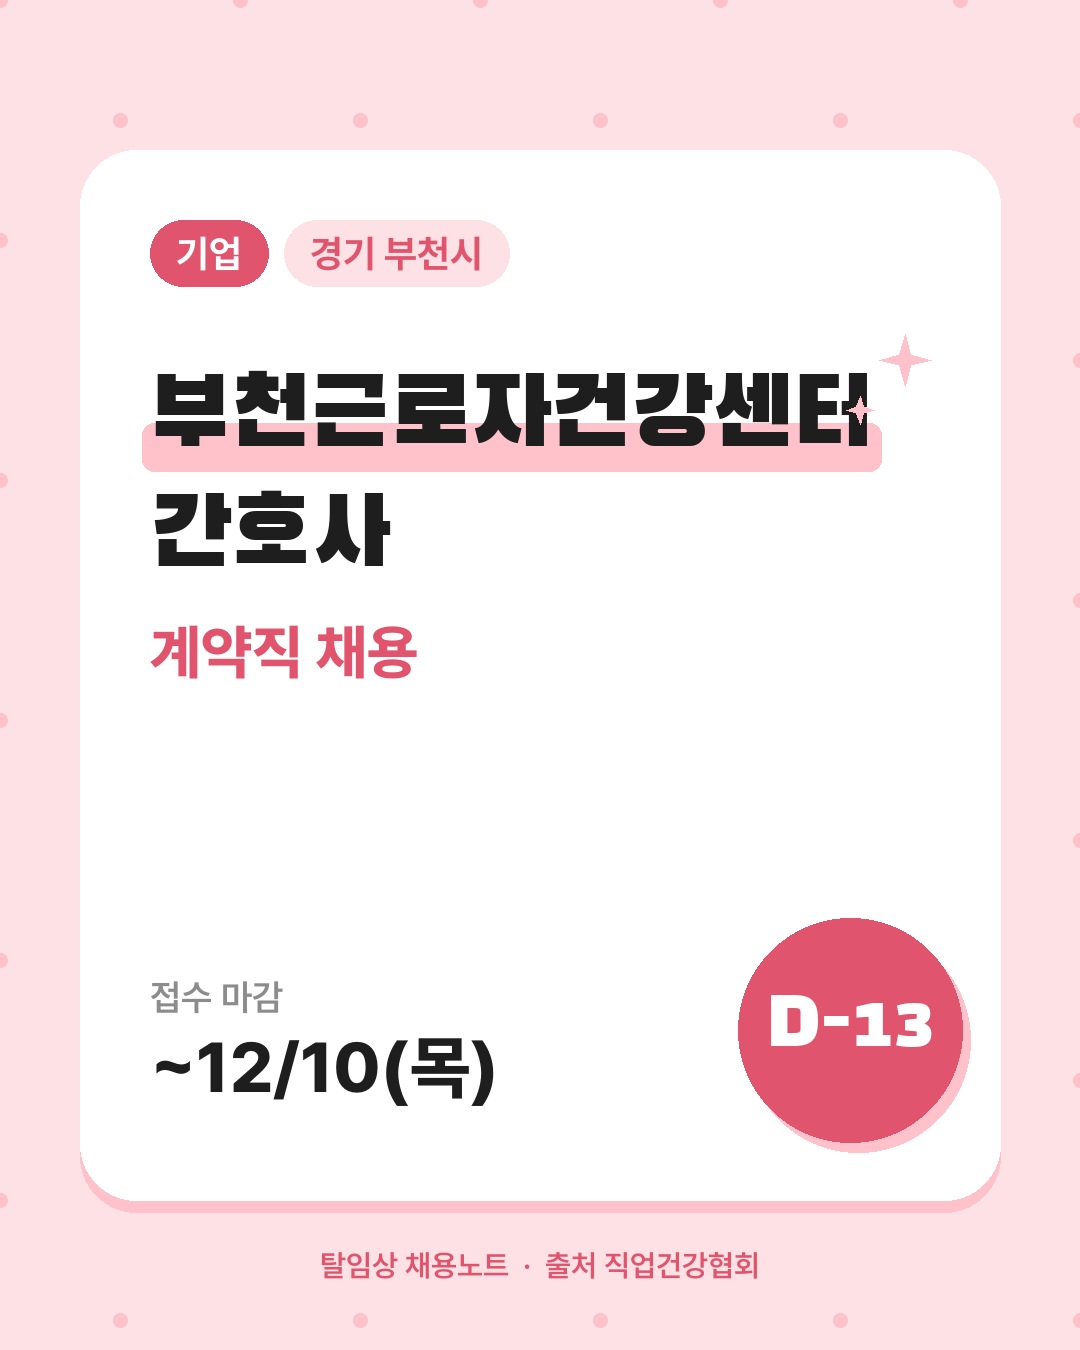 기업 경기 부천시
부천근로자건강센터
간호사
계약직 채용
접수 마감
~12/10(목)
D-13
탈임상 채용노트 · 출처 직업건강협회